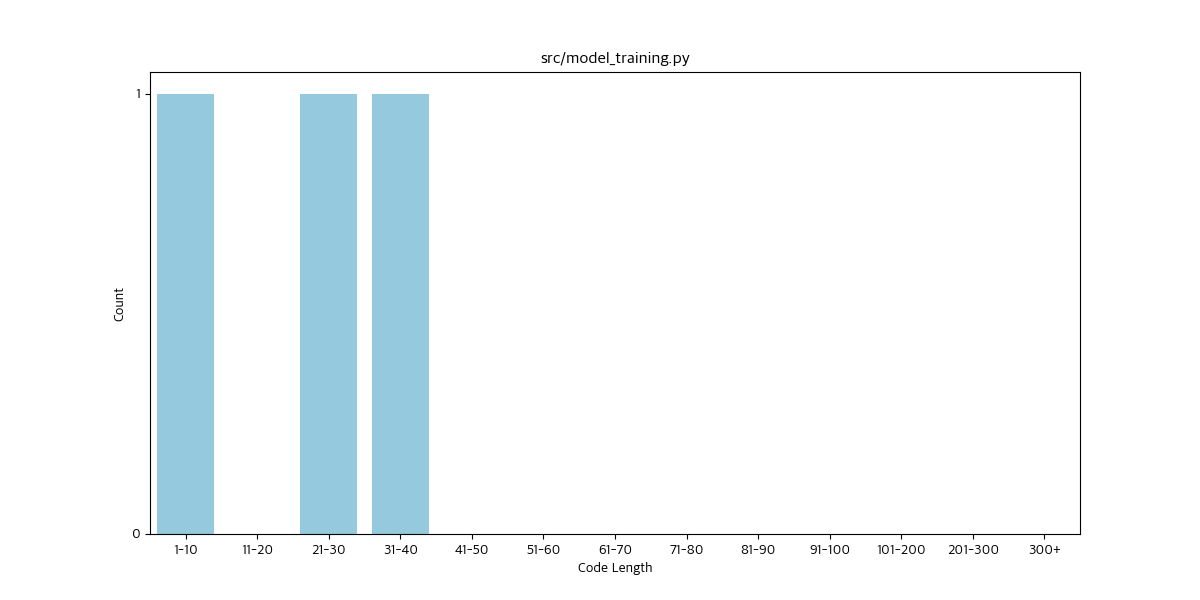 src/model_training.py
1
Count
0
1-10 11-20 21-30 31-40 41-50 51-60 61-70 71-80 81-90 91-100 101-200 201-300 300+
Code Length